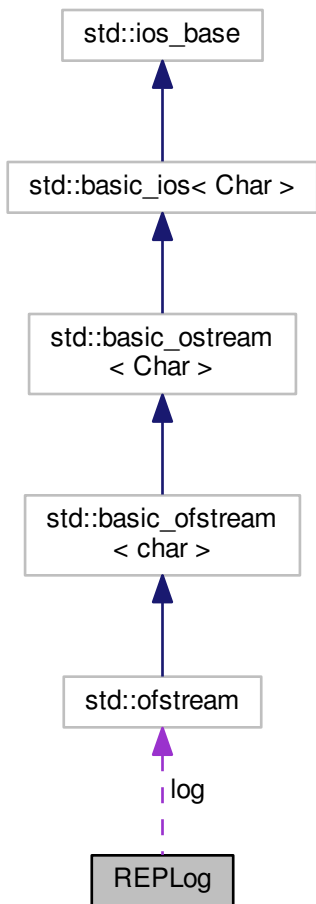 std::ios_base
std::basic_ios< Char >
std::basic_ostream
< Char >
std::basic_ofstream
< char >
std::ofstream
log
REPLog